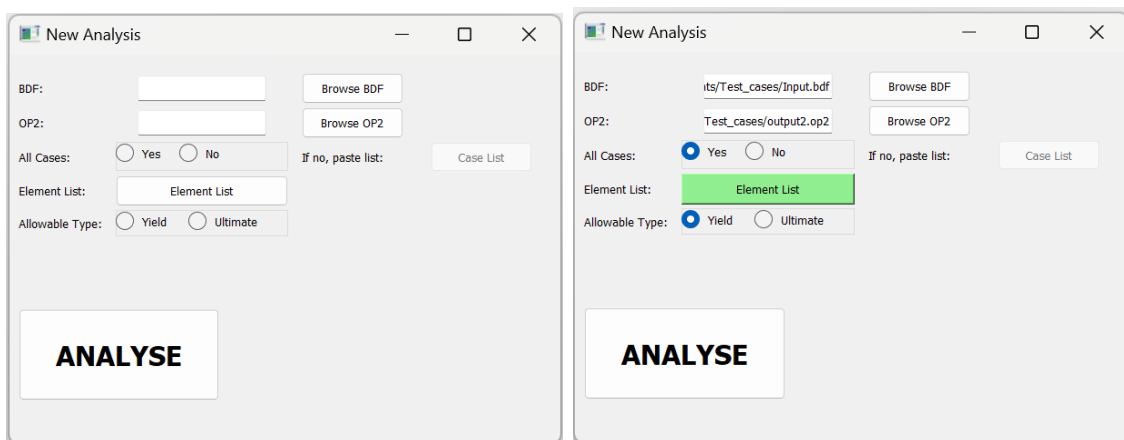 New Analysis
BDF:
Browse BDF
OP2:
Browse OP2
All Cases: Yes No If no, paste list: Case List
Element List: Element List
Allowable Type: Yield Ultimate
ANALYSE
New Analysis
BDF: ıts/Test_cases/Input.bdf Browse BDF
OP2: Test_cases/output2.op2 Browse OP2
All Cases: Yes No If no, paste list: Case List
Element List: Element List
Allowable Type: Yield Ultimate
ANALYSE